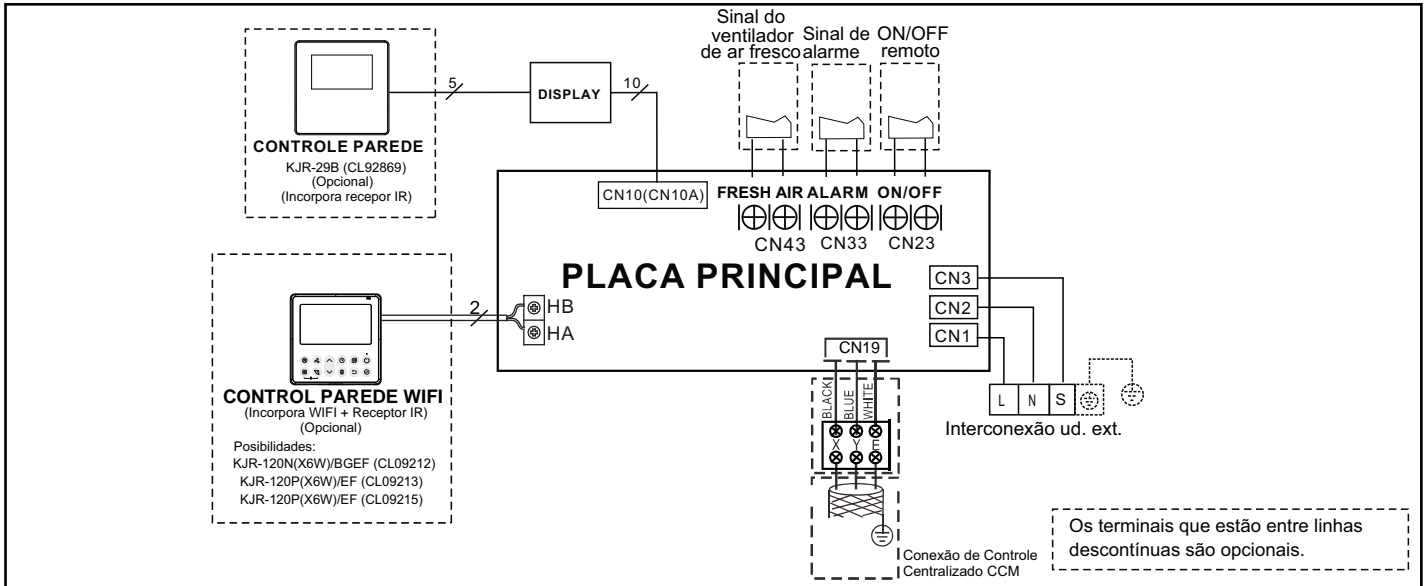 Sinal do
ventilador
de ar fresco
Sinal de
alarme
ON/OFF
remoto
5
DISPLAY
10
CONTROLE PAREDE
KJR-29B (CL92869)
(Opcional)
(Incorpora recepor IR)
CN10(CN10A)
FRESH AIR ALARM ON/OFF
CN43 CN33 CN23
PLACA PRINCIPAL
CN3
CN2
CN1
2
HB
HA
CN19
BLACK
BLUE
WHITE
X Y E
L N S
Interconexão ud. ext.
CONTROL PAREDE WIFI
(Incorpora WIFI + Receptor IR)
(Opcional)
Posibilidades:
KJR-120N(X6W)/BGEF (CL09212)
KJR-120P(X6W)/EF (CL09213)
KJR-120P(X6W)/EF (CL09215)
Conexão de Controle
Centralizado CCM
Os terminais que estão entre linhas
descontínuas são opcionais.